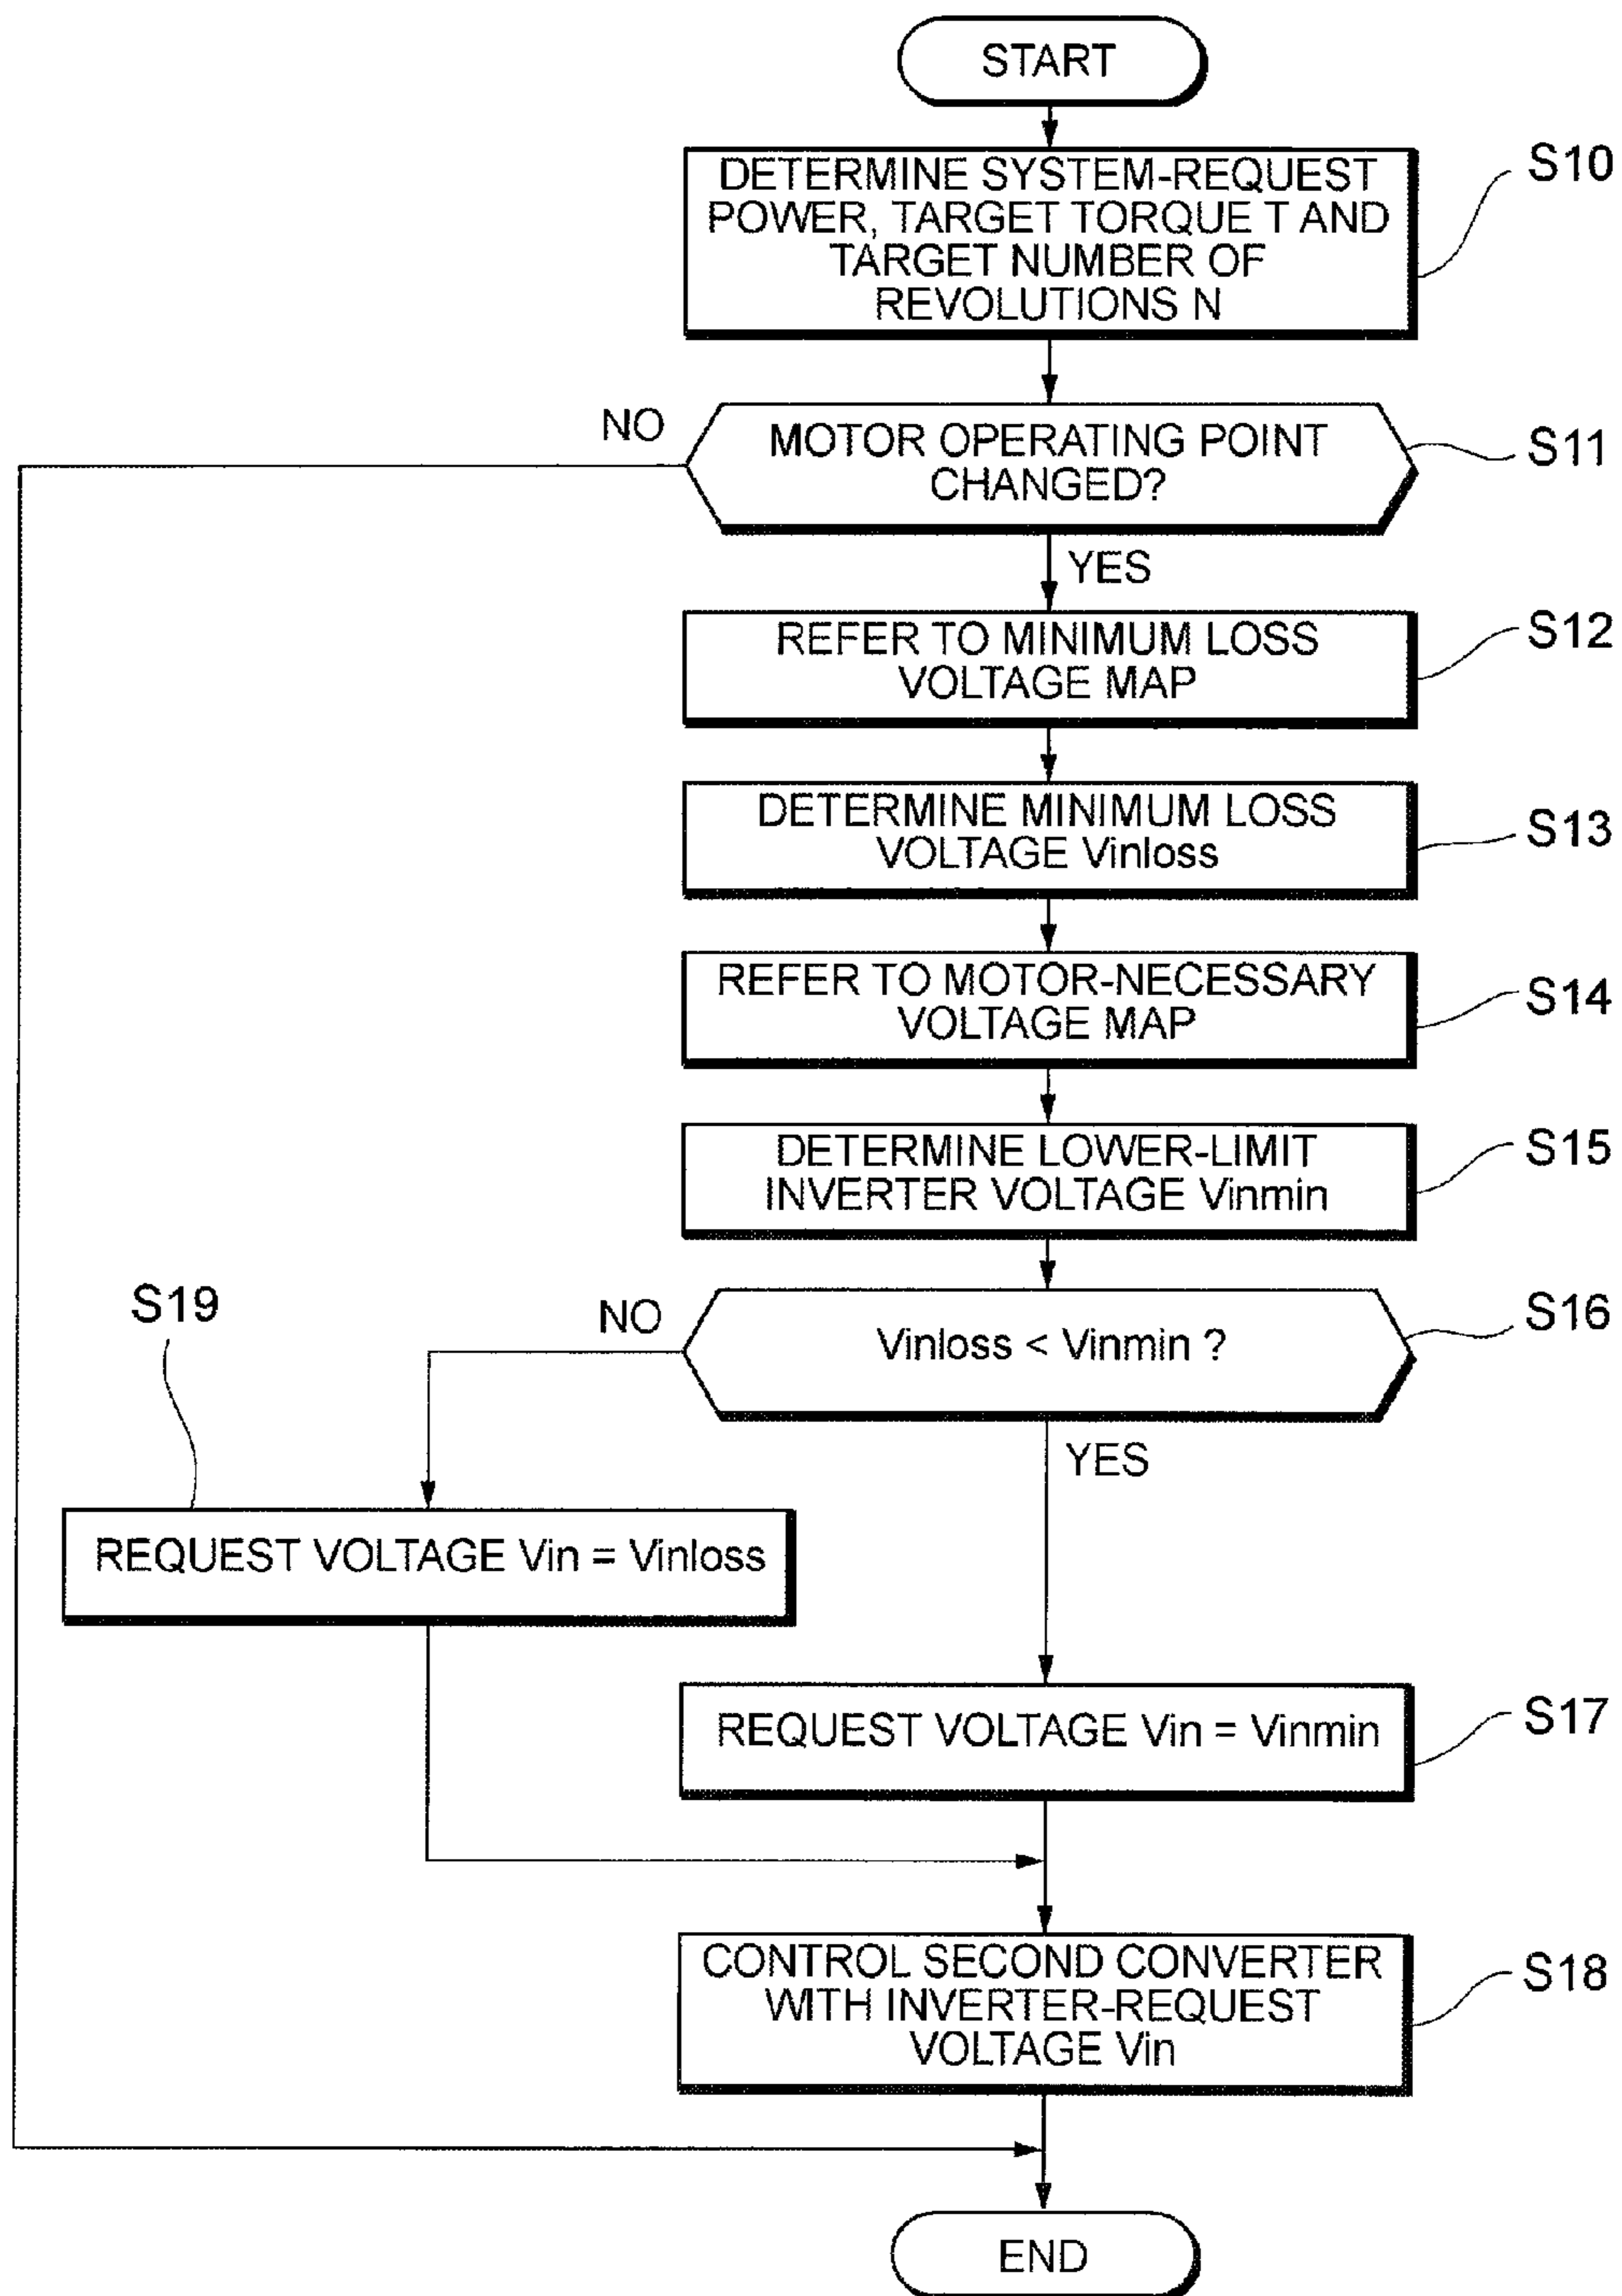 START
DETERMINE SYSTEM-REQUEST
POWER, TARGET TORQUE T AND
TARGET NUMBER OF
REVOLUTIONS N
S10
NO
MOTOR OPERATING POINT
CHANGED?
S11
YES
REFER TO MINIMUM LOSS
VOLTAGE MAP
S12
DETERMINE MINIMUM LOSS
VOLTAGE Vinloss
S13
REFER TO MOTOR-NECESSARY
VOLTAGE MAP
S14
DETERMINE LOWER-LIMIT
INVERTER VOLTAGE Vinmin
S15
S19
NO
Vinloss < Vinmin ?
S16
YES
REQUEST VOLTAGE Vin = Vinloss
REQUEST VOLTAGE Vin = Vinmin
S17
CONTROL SECOND CONVERTER
WITH INVERTER-REQUEST
VOLTAGE Vin
S18
END